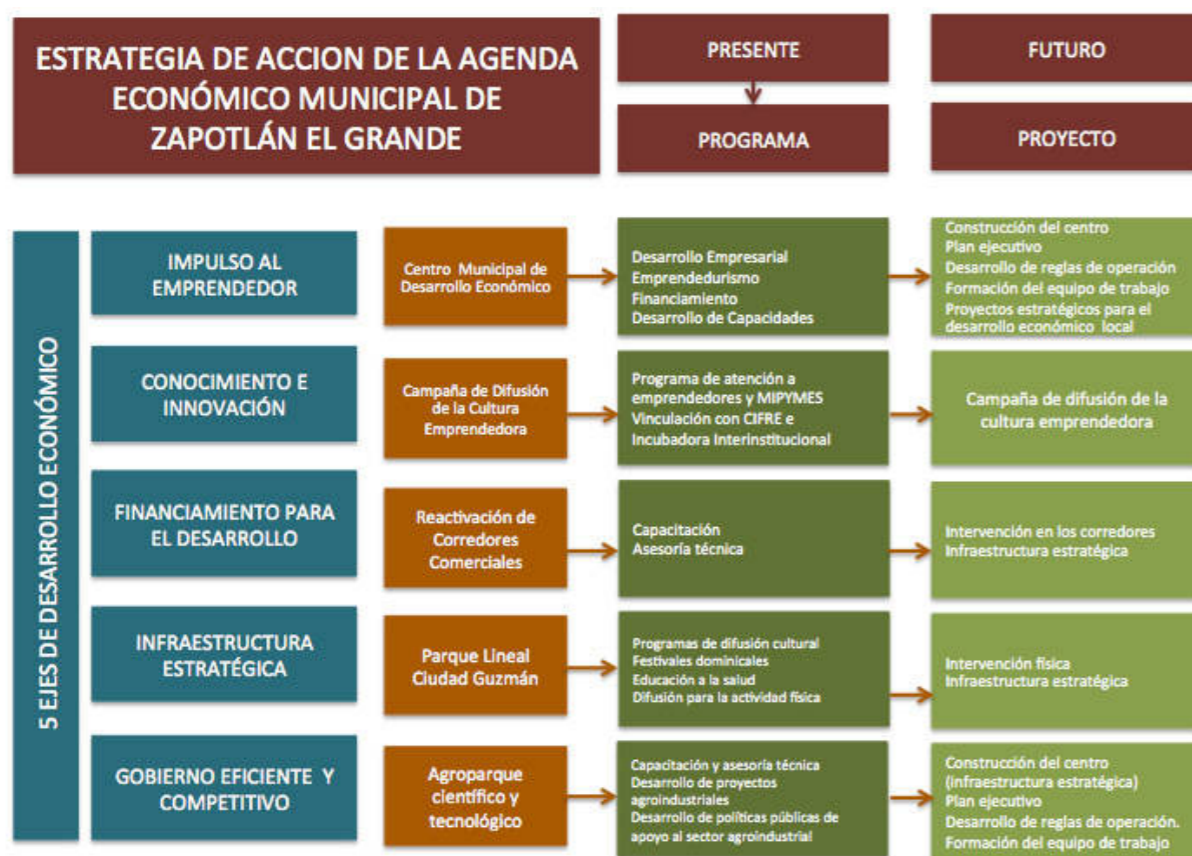 ESTRATEGIA DE ACCION DE LA AGENDA
ECONÓMICO MUNICIPAL DE
ZAPOTLÁN EL GRANDE
PRESENTE
FUTURO
PROGRAMA
PROYECTO
5 EJES DE DESARROLLO ECONÓMICO
IMPULSO AL
EMPRENDEDOR
Centro Municipal de
Desarrollo Económico
Desarrollo Empresarial
Emprendedurismo
Financiamiento
Desarrollo de Capacidades
Construcción del centro
Plan ejecutivo
Desarrollo de reglas de operación
Formación del equipo de trabajo
Proyectos estratégicos para el
desarrollo económico local
CONOCIMIENTO E
INNOVACIÓN
Campaña de Difusión
de la Cultura
Emprendedora
Programa de atención a
emprendedores y MIPYMES
Vinculación con CIFRE e
Incubadora Interinstitucional
Campaña de difusión de la
cultura emprendedora
FINANCIAMIENTO PARA
EL DESARROLLO
Reactivación de
Corredores
Comerciales
Capacitación
Asesoría técnica
Intervención en los corredores
Infraestructura estratégica
INFRAESTRUCTURA
ESTRATÉGICA
Parque Lineal
Ciudad Guzmán
Programas de difusión cultural
Festivales dominicales
Educación a la salud
Difusión para la actividad física
Intervención física
Infraestructura estratégica
GOBIERNO EFICIENTE Y
COMPETITIVO
Agroparque
científico y
tecnológico
Capacitación y asesoría técnica
Desarrollo de proyectos
agroindustriales
Desarrollo de políticas públicas de
apoyo al sector agroindustrial
Construcción del centro
(infraestructura estratégica)
Plan ejecutivo
Desarrollo de reglas de operación.
Formación del equipo de trabajo